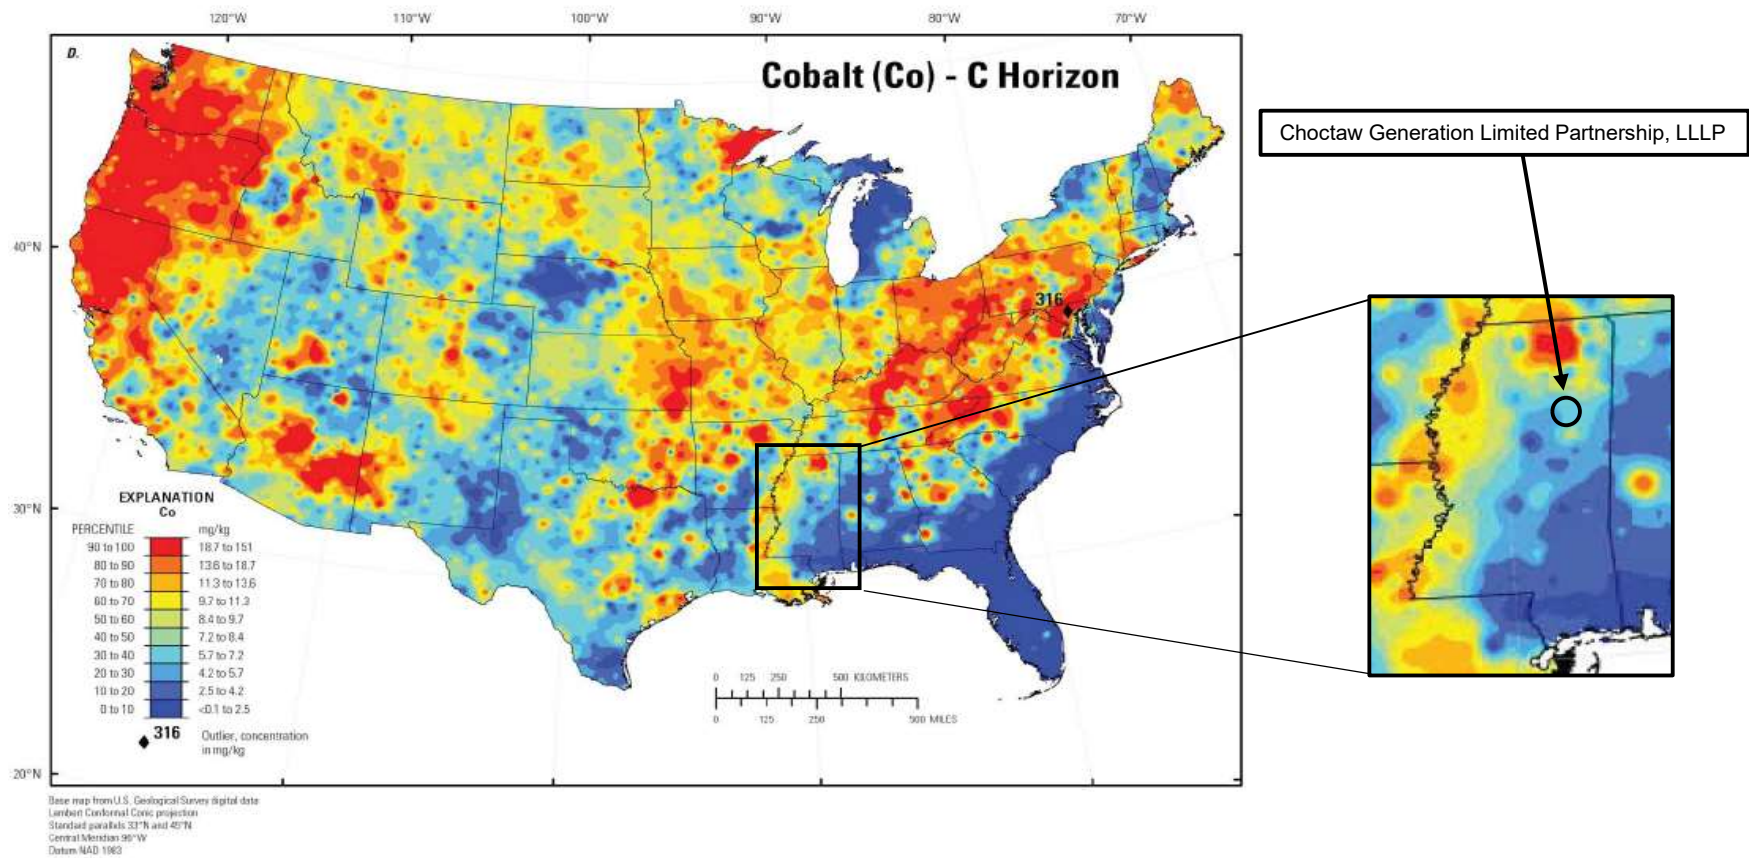 120°W 110°W 100°W 90°W 80°W 70°W
D.
Cobalt (Co) - C Horizon
Choctaw Generation Limited Partnership, LLLP
40°N
316
30°N
20°N
EXPLANATION
Co
PERCENTILE mg/kg
90 to 100 18.7 to 151
80 to 90 13.6 to 18.7
70 to 80 11.3 to 13.6
60 to 70 9.7 to 11.3
50 to 60 8.4 to 9.7
40 to 50 7.2 to 8.4
30 to 40 5.7 to 7.2
20 to 30 4.2 to 5.7
10 to 20 2.5 to 4.2
0 to 10 <0.1 to 2.5
316 Outlier, concentration
in mg/kg
0 125 250 500 KILOMETERS
0 125 250 500 MILES
Base map from U.S. Geological Survey digital data
Lambert Conformal Conic projection
Standard parallels 33°N and 45°N
Central Meridian 96°W
Datum NAD 1983